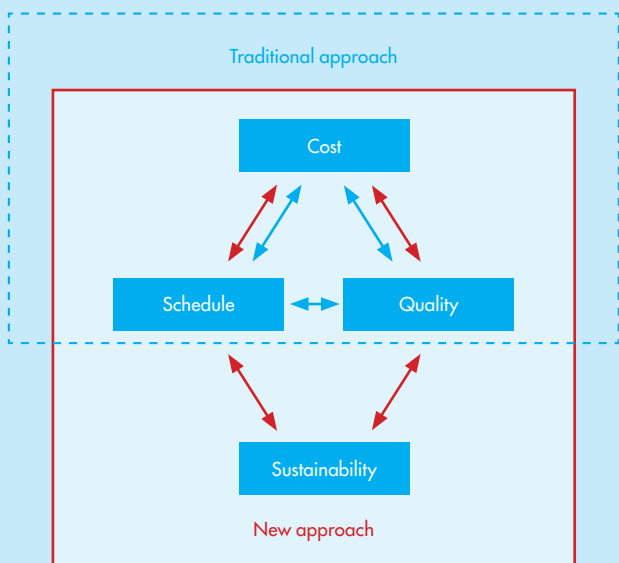 Traditional approach
Cost
Schedule
Quality
Sustainability
New approach